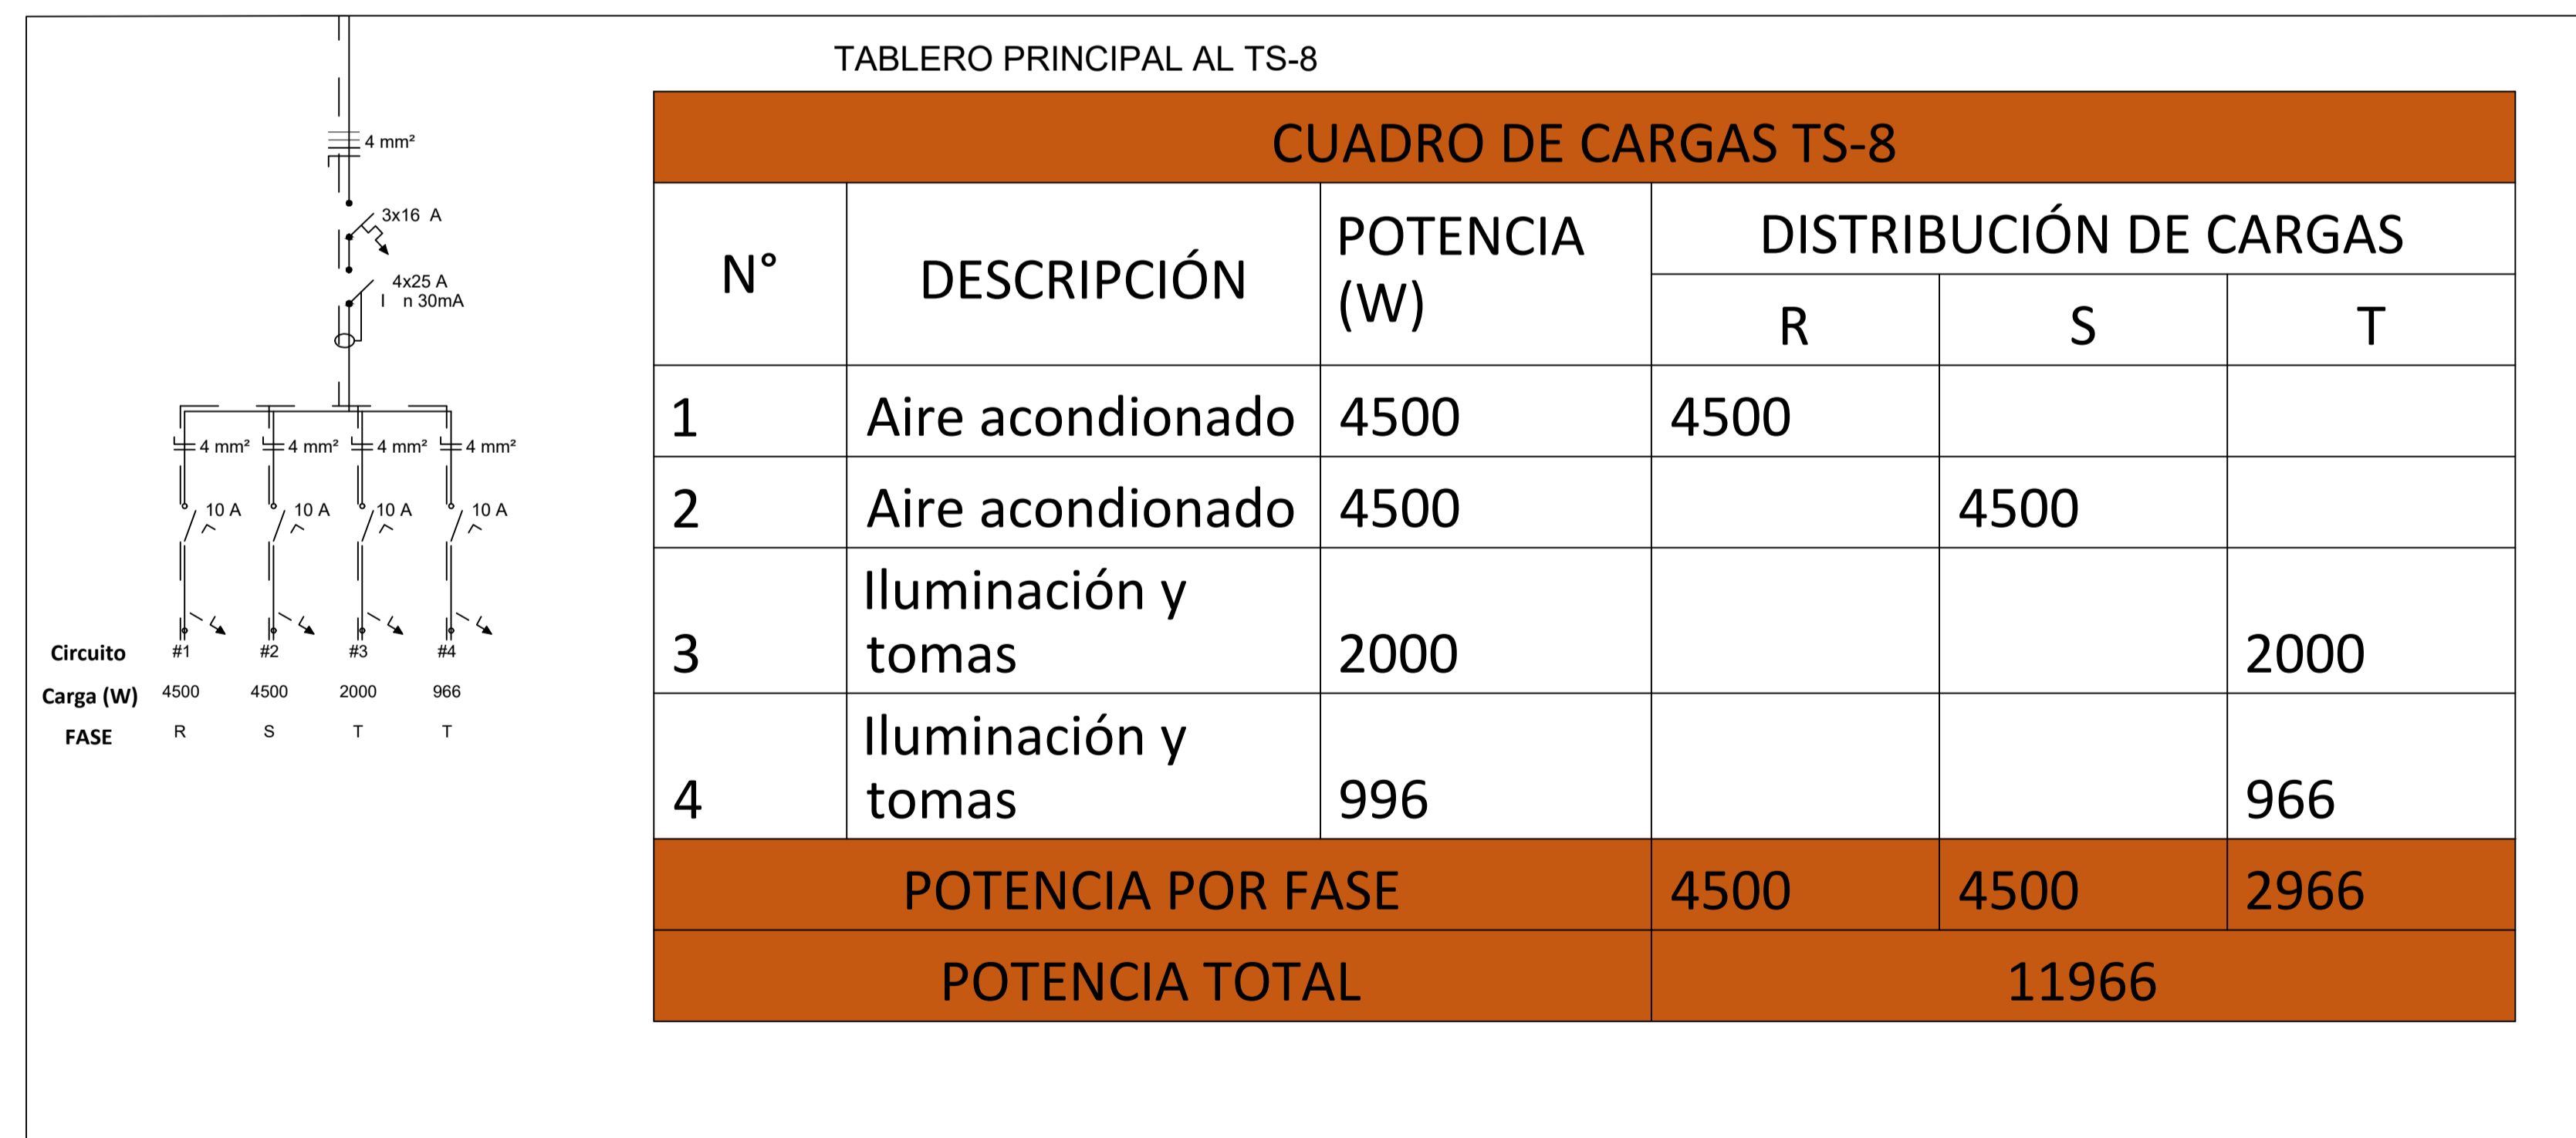 TABLERO PRINCIPAL AL TS-8
4 mm²
3x16 A
4x25 A
I n 30mA
4 mm² 4 mm² 4 mm² 4 mm²
10 A 10 A 10 A 10 A
Circuito #1 #2 #3 #4
Carga (W) 4500 4500 2000 966
FASE R S T T
CUADRO DE CARGAS TS-8
N° DESCRIPCIÓN POTENCIA (W) DISTRIBUCIÓN DE CARGAS
R S T
1 Aire acondionado 4500 4500
2 Aire acondionado 4500 4500
Iluminación y
3 tomas 2000 2000
Iluminación y
4 tomas 996 966
POTENCIA POR FASE 4500 4500 2966
POTENCIA TOTAL 11966